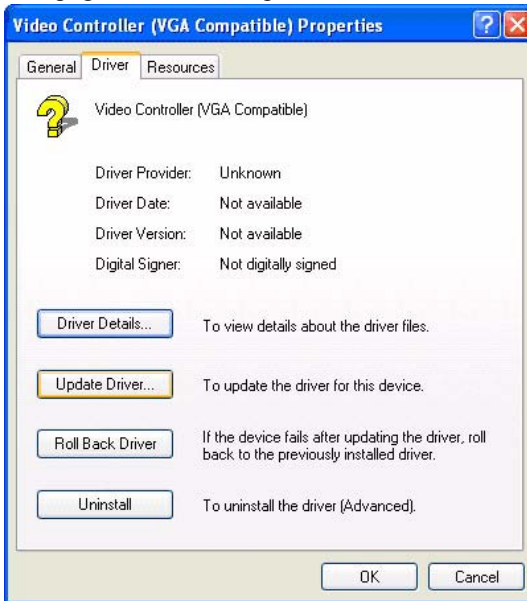 Video Controller (VGA Compatible) Properties
General Driver Resources
Video Controller (VGA Compatible)
Driver Provider: Unknown
Driver Date: Not available
Driver Version: Not available
Digital Signer: Not digitally signed
Driver Details... To view details about the driver files.
Update Driver... To update the driver for this device.
Roll Back Driver If the device fails after updating the driver, roll
back to the previously installed driver.
Uninstall To uninstall the driver (Advanced).
OK Cancel